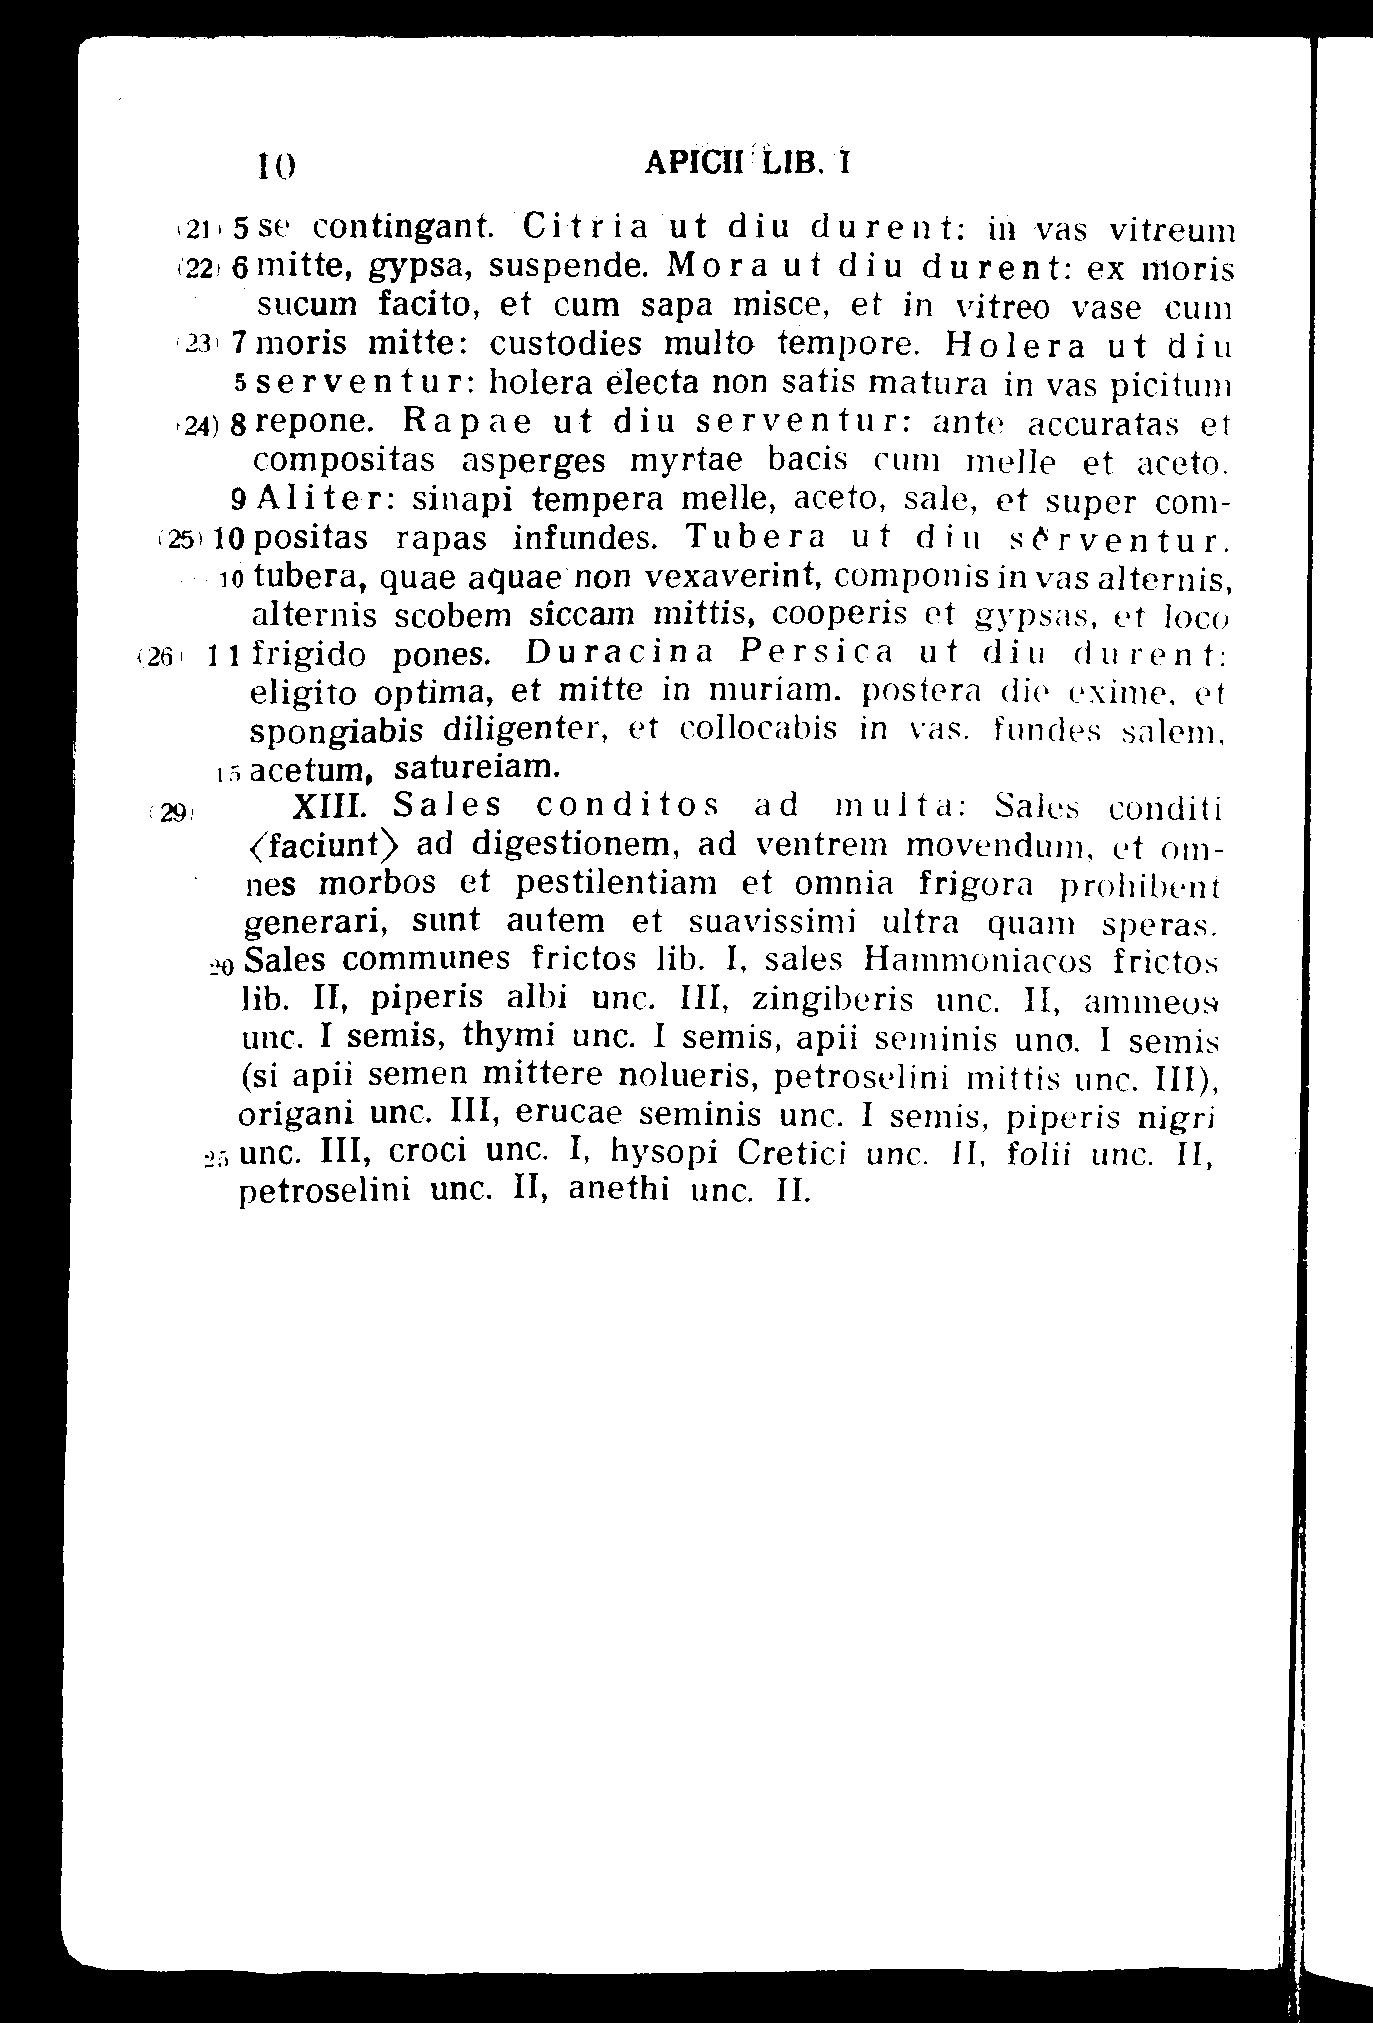 10 APICII LIB. I
(21) 5 se contingant. Citria ut diu durent: in vas vitreum
(22) 6 mitte, gypsa, suspende. Mora ut diu durent: ex moris
sucum facito, et cum sapa misce, et in vitreo vase cum
(23) 7 moris mitte: custodies multo tempore. Holera ut diu
5 serventur: holera electa non satis matura in vas picitum
(24) 8 repone. Rapae ut diu serventur: ante accuratas et
compositas asperges myrtae bacis cum melle et aceto.
9 Aliter: sinapi tempera melle, aceto, sale, et super com-
(25) 10 positas rapas infundes. Tubera ut diu serventur.
10 tubera, quae aquae non vexaverint, componis in vas alternis,
alternis scobem siccam mittis, cooperis et gypsas, et loco
(26) 11 frigido pones. Duracina Persica ut diu durent:
eligito optima, et mitte in muriam. postera die exime, et
spongiabis diligenter, et collocabis in vas. fundes salem,
15 acetum, satureiam.
(29) XIII. Sales conditos ad multa: Sales conditi
⟨faciunt⟩ ad digestionem, ad ventrem movendum, et om-
nes morbos et pestilentiam et omnia frigora prohibent
generari, sunt autem et suavissimi ultra quam speras.
20 Sales communes frictos lib. I, sales Hammoniacos frictos
lib. II, piperis albi unc. III, zingiberis unc. II, ammeos
unc. I semis, thymi unc. I semis, apii seminis unc. I semis
(si apii semen mittere nolueris, petroselini mittis unc. III),
origani unc. III, erucae seminis unc. I semis, piperis nigri
25 unc. III, croci unc. I, hysopi Cretici unc. II, folii unc. II,
petroselini unc. II, anethi unc. II.